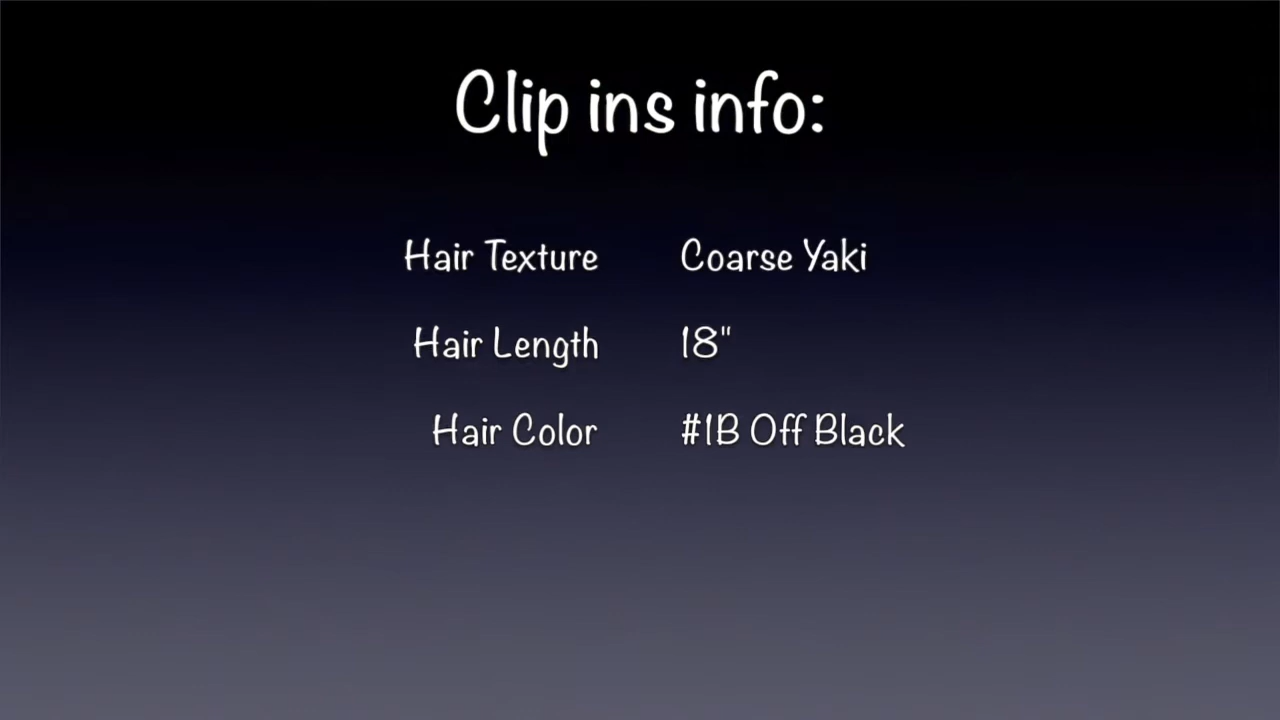 Clip ins info:
Hair Texture Coarse Yaki
Hair Length 18"
Hair Color #1B Off Black